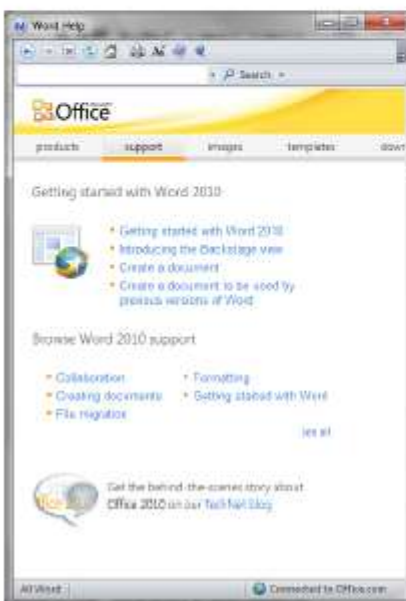 Word Help
Search
Office
products support images templates down
Getting started with Word 2010
Getting started with Word 2010
Introducing the Backstage view
Create a document
Create a document to be used by
previous versions of Word
Browse Word 2010 support
Collaboration
Formatting
Creating documents
Getting started with Word
File migration
see all
Get the behind-the-scenes story about
Office 2010 on our TechNet blog
All Word
Connected to Office.com